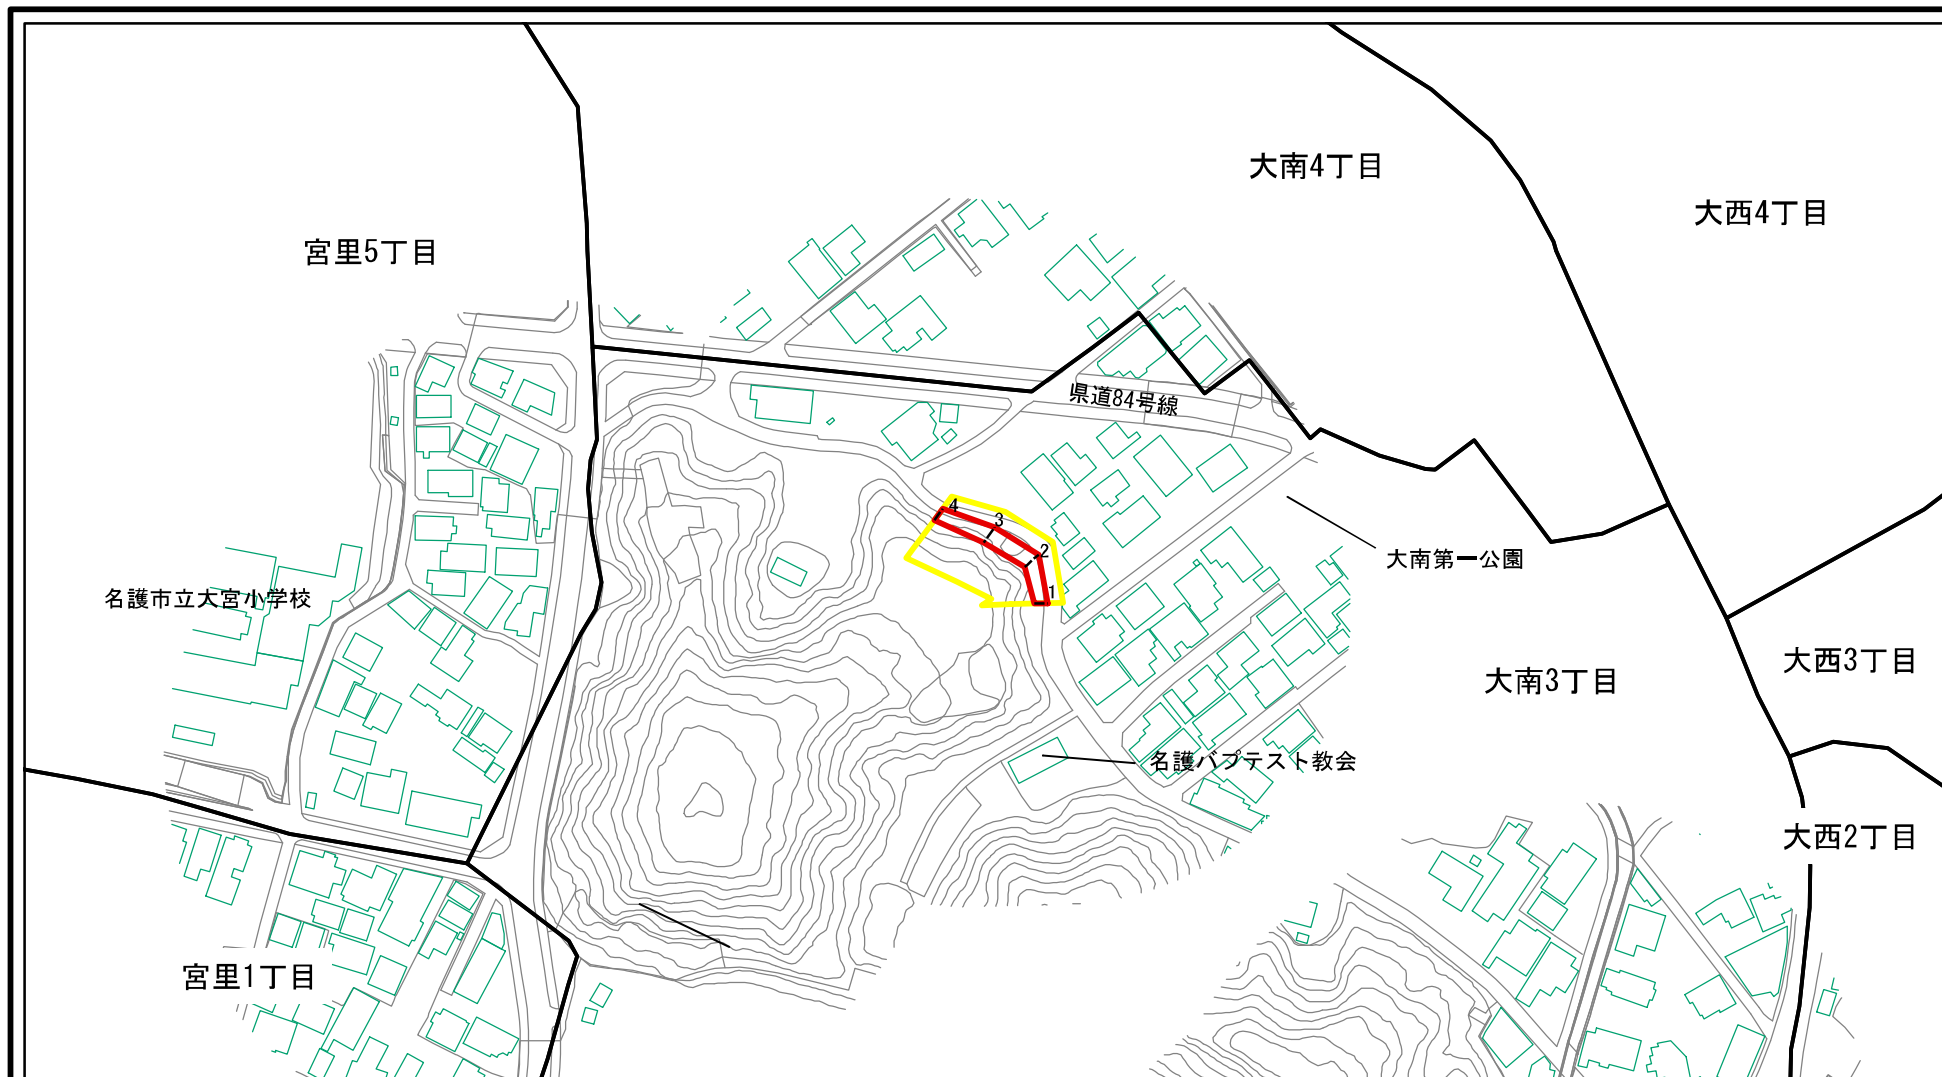 大南4丁目
大西4丁目
宮里5丁目
県道84号線
4
3
2
1
大南第一公園
名護市立大宮小学校
大西3丁目
大南3丁目
名護バプテスト教会
大西2丁目
宮里1丁目